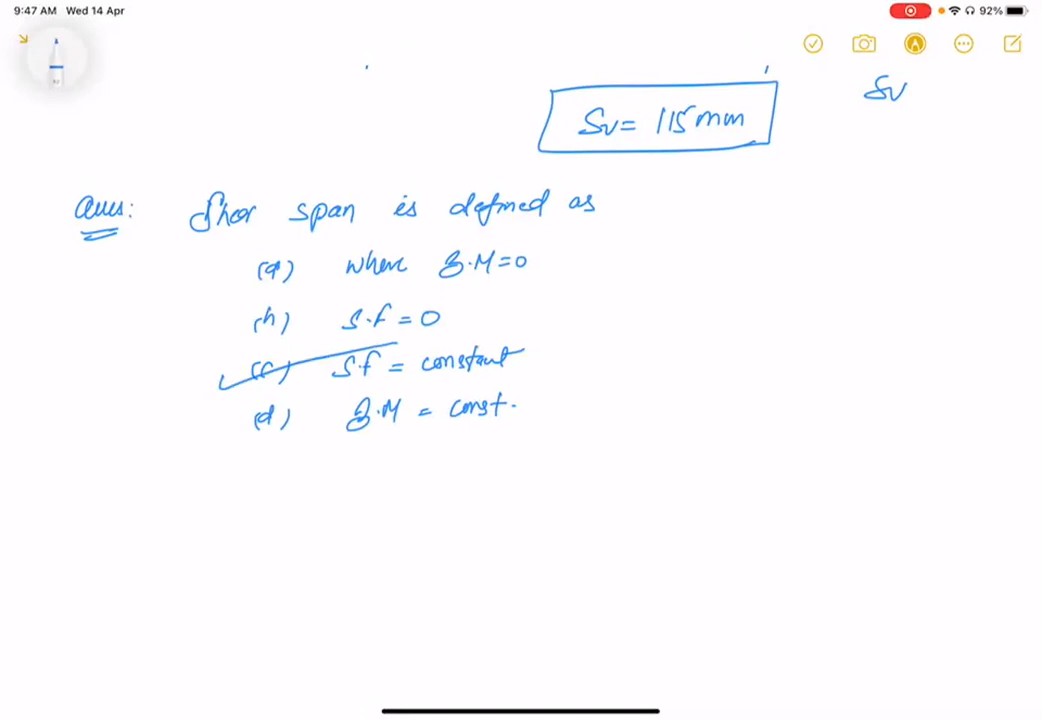 9:47 AM Wed 14 Apr
92%
Sv
Sv = 115 mm
Ans: Shor span is defined as
(a) where B.M = 0
(b) S.f = 0
(c) S.f = constant
(d) B.M = const.